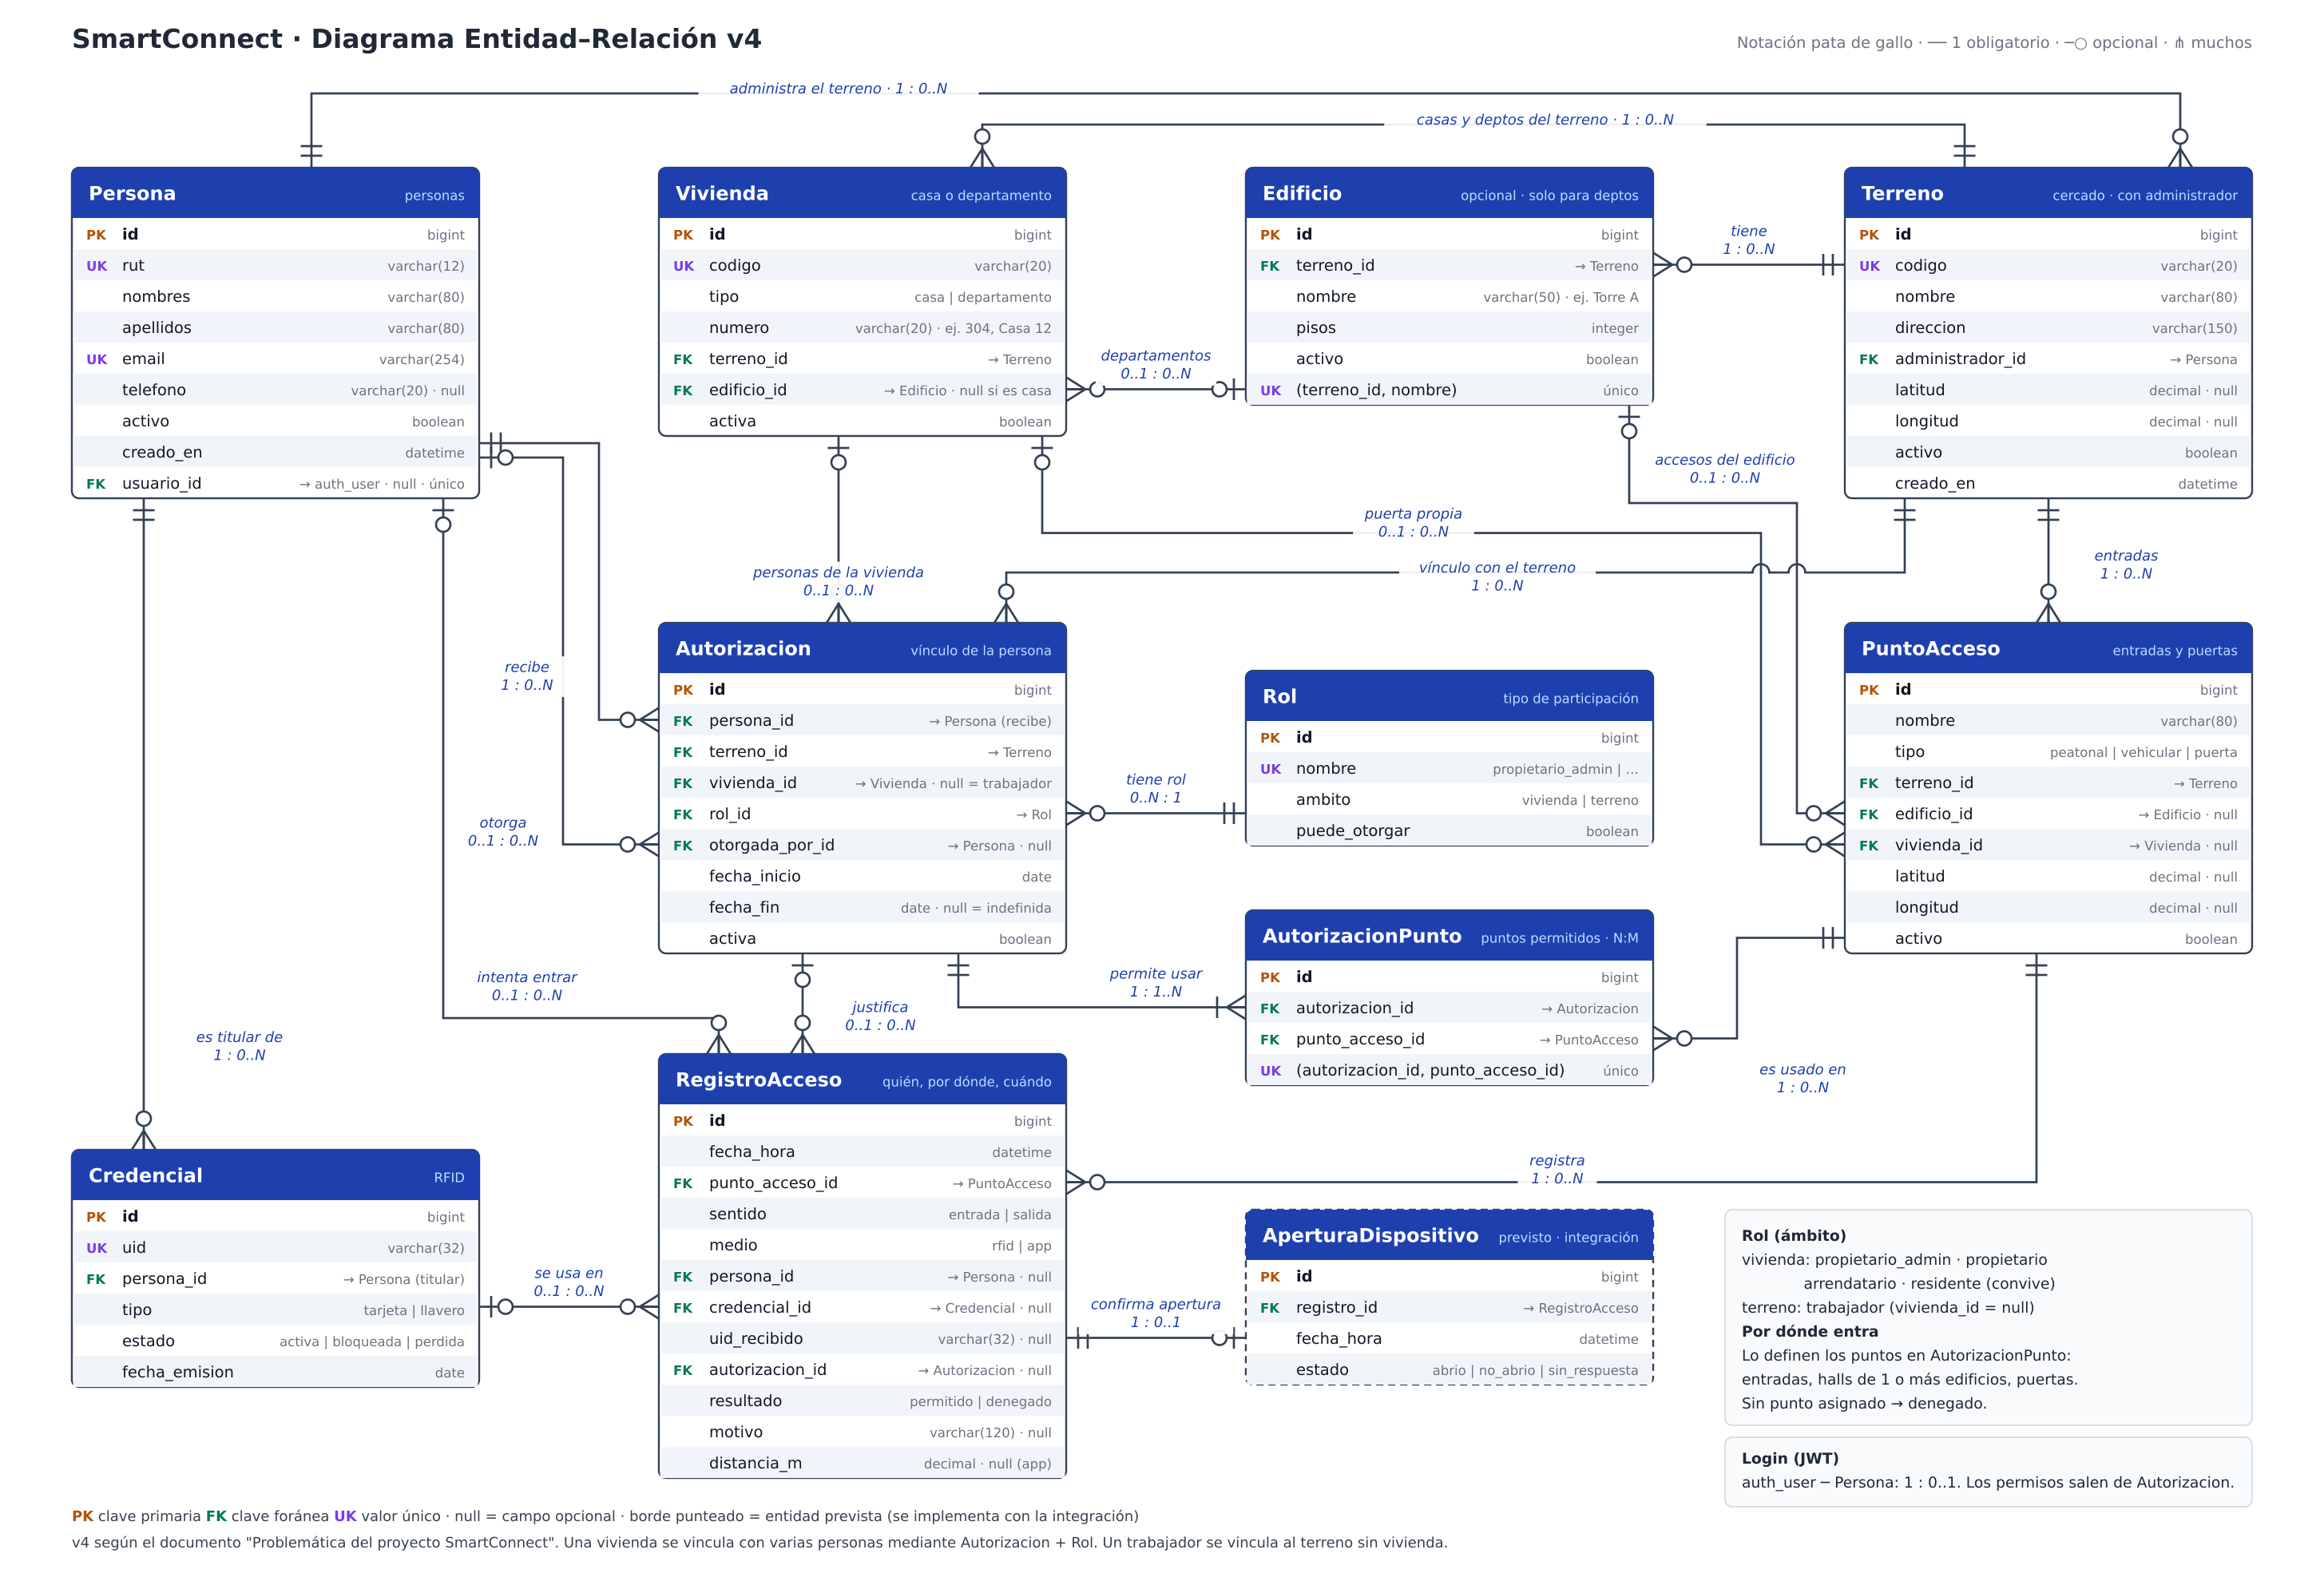 SmartConnect · Diagrama Entidad–Relación v4
Notación pata de gallo · ── 1 obligatorio · ─○ opcional · ⋔ muchos
administra el terreno · 1 : 0..N
casas y deptos del terreno · 1 : 0..N
Persona personas
PK id bigint
UK rut varchar(12)
nombres varchar(80)
apellidos varchar(80)
UK email varchar(254)
telefono varchar(20) · null
activo boolean
creado_en datetime
FK usuario_id → auth_user · null · único
Vivienda casa o departamento
PK id bigint
UK codigo varchar(20)
tipo casa | departamento
numero varchar(20) · ej. 304, Casa 12
FK terreno_id → Terreno
FK edificio_id → Edificio · null si es casa
activa boolean
departamentos
0..1 : 0..N
Edificio opcional · solo para deptos
PK id bigint
FK terreno_id → Terreno
nombre varchar(50) · ej. Torre A
pisos integer
activo boolean
UK (terreno_id, nombre) único
tiene
1 : 0..N
Terreno cercado · con administrador
PK id bigint
UK codigo varchar(20)
nombre varchar(80)
direccion varchar(150)
FK administrador_id → Persona
latitud decimal · null
longitud decimal · null
activo boolean
creado_en datetime
accesos del edificio
0..1 : 0..N
puerta propia
0..1 : 0..N
vínculo con el terreno
1 : 0..N
entradas
1 : 0..N
personas de la vivienda
0..1 : 0..N
recibe
1 : 0..N
otorga
0..1 : 0..N
Autorizacion vínculo de la persona
PK id bigint
FK persona_id → Persona (recibe)
FK terreno_id → Terreno
FK vivienda_id → Vivienda · null = trabajador
FK rol_id → Rol
FK otorgada_por_id → Persona · null
fecha_inicio date
fecha_fin date · null = indefinida
activa boolean
tiene rol
0..N : 1
Rol tipo de participación
PK id bigint
UK nombre propietario_admin | …
ambito vivienda | terreno
puede_otorgar boolean
PuntoAcceso entradas y puertas
PK id bigint
nombre varchar(80)
tipo peatonal | vehicular | puerta
FK terreno_id → Terreno
FK edificio_id → Edificio · null
FK vivienda_id → Vivienda · null
latitud decimal · null
longitud decimal · null
activo boolean
intenta entrar
0..1 : 0..N
justifica
0..1 : 0..N
permite usar
1 : 1..N
AutorizacionPunto puntos permitidos · N:M
PK id bigint
FK autorizacion_id → Autorizacion
FK punto_acceso_id → PuntoAcceso
UK (autorizacion_id, punto_acceso_id) único
es usado en
1 : 0..N
es titular de
1 : 0..N
registra
1 : 0..N
Credencial RFID
PK id bigint
UK uid varchar(32)
FK persona_id → Persona (titular)
tipo tarjeta | llavero
estado activa | bloqueada | perdida
fecha_emision date
se usa en
0..1 : 0..N
RegistroAcceso quién, por dónde, cuándo
PK id bigint
fecha_hora datetime
FK punto_acceso_id → PuntoAcceso
sentido entrada | salida
medio rfid | app
FK persona_id → Persona · null
FK credencial_id → Credencial · null
uid_recibido varchar(32) · null
FK autorizacion_id → Autorizacion · null
resultado permitido | denegado
motivo varchar(120) · null
distancia_m decimal · null (app)
confirma apertura
1 : 0..1
AperturaDispositivo previsto · integración
PK id bigint
FK registro_id → RegistroAcceso
fecha_hora datetime
estado abrio | no_abrio | sin_respuesta
Rol (ámbito)
vivienda: propietario_admin · propietario
arrendatario · residente (convive)
terreno: trabajador (vivienda_id = null)
Por dónde entra
Lo definen los puntos en AutorizacionPunto:
entradas, halls de 1 o más edificios, puertas.
Sin punto asignado → denegado.
Login (JWT)
auth_user ─ Persona: 1 : 0..1. Los permisos salen de Autorizacion.
PK clave primaria FK clave foránea UK valor único · null = campo opcional · borde punteado = entidad prevista (se implementa con la integración)
v4 según el documento "Problemática del proyecto SmartConnect". Una vivienda se vincula con varias personas mediante Autorizacion + Rol. Un trabajador se vincula al terreno sin vivienda.